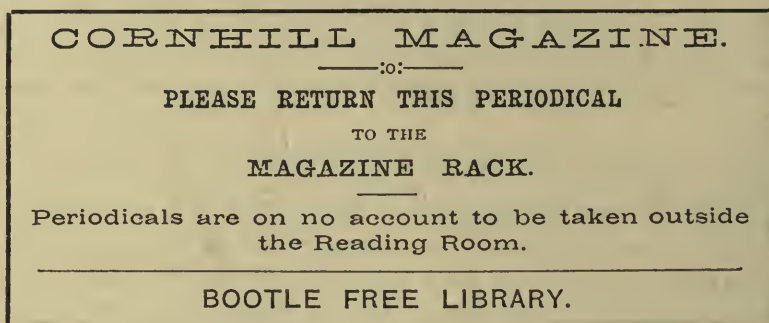 CORNHILL MAGAZINE.
:o:
PLEASE RETURN THIS PERIODICAL
TO THE
MAGAZINE RACK.
Periodicals are on no account to be taken outside
the Reading Room.
BOOTLE FREE LIBRARY.